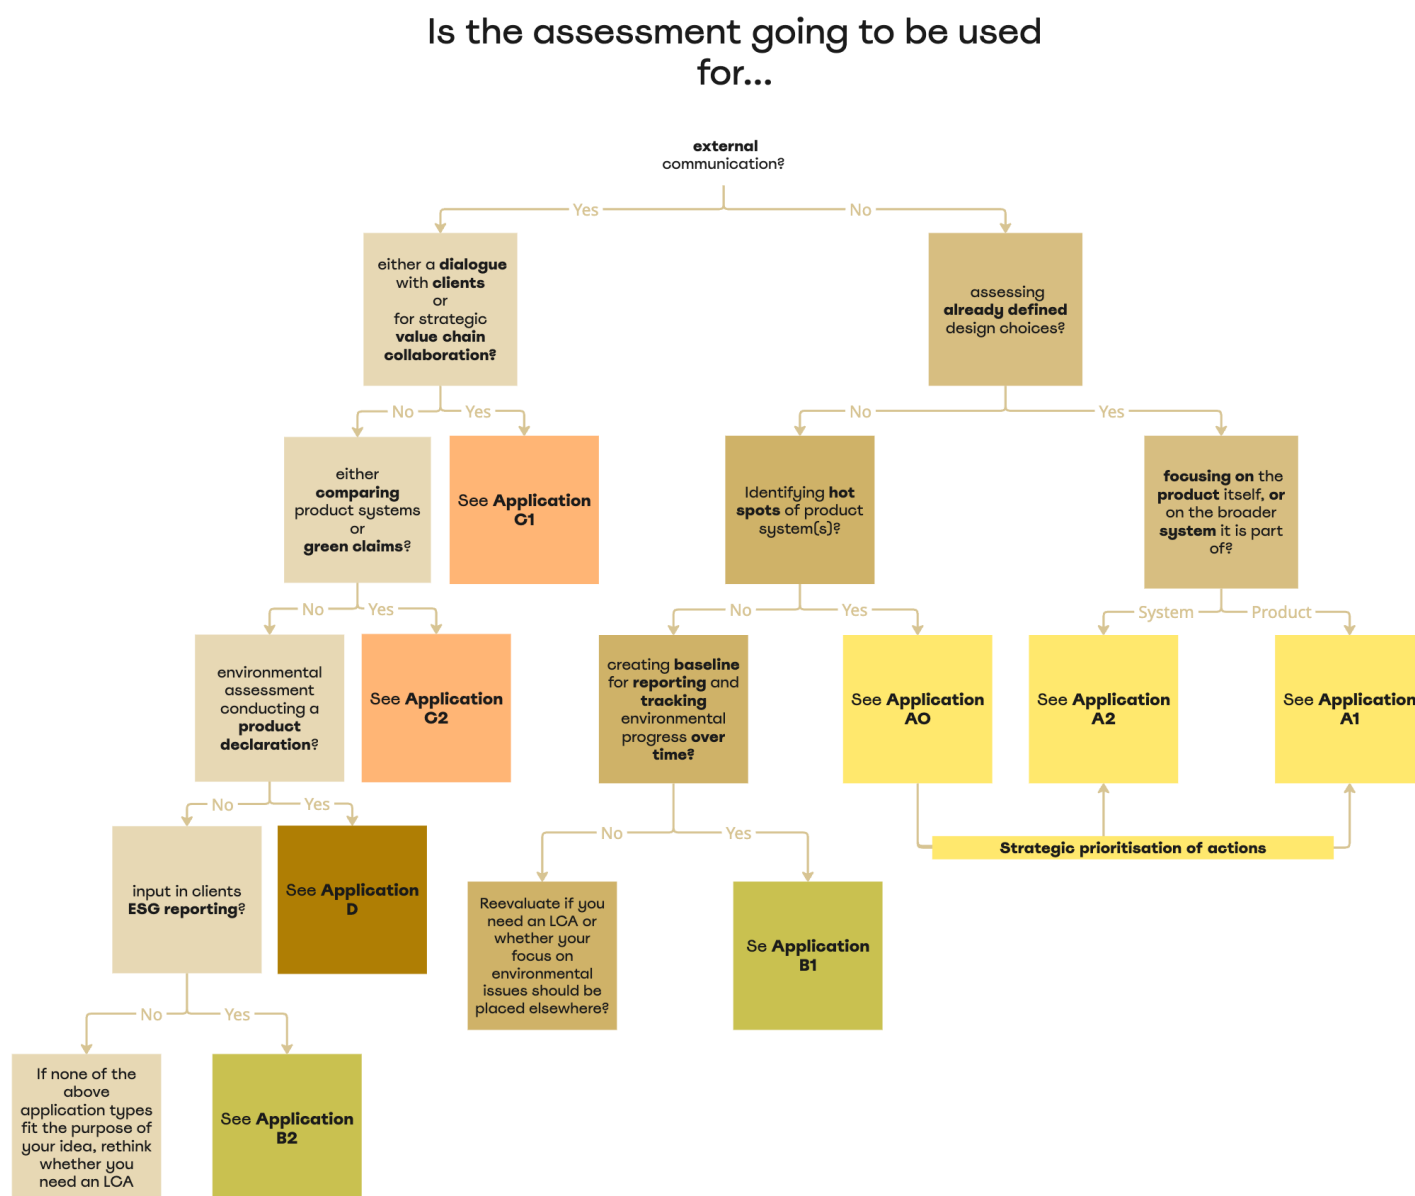 Is the assessment going to be used
for...
external
communication?
Yes
No
either a dialogue
with clients
or
for strategic
value chain
collaboration?
assessing
already defined
design choices?
No
Yes
No
Yes
either
comparing
product systems
or
green claims?
See Application
C1
Identifying hot
spots of product
system(s)?
focusing on the
product itself, or
on the broader
system it is part
of?
No
Yes
No
Yes
System
Product
environmental
assessment
conducting a
product
declaration?
See Application
C2
creating baseline
for reporting and
tracking
environmental
progress over
time?
See Application
A0
See Application
A2
See Application
A1
No
Yes
No
Yes
Strategic prioritisation of actions
input in clients
ESG reporting?
See Application
D
Reevaluate if you
need an LCA or
whether your
focus on
environmental
issues should be
placed elsewhere?
Se Application
B1
No
Yes
If none of the
above
application types
fit the purpose of
your idea, rethink
whether you
need an LCA
See Application
B2